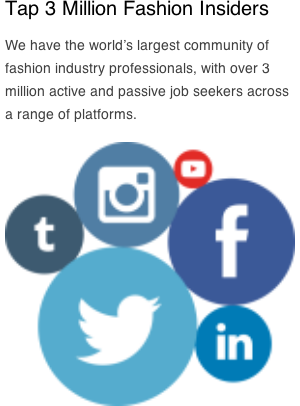 Tap 3 Million Fashion Insiders
We have the world's largest community of
fashion industry professionals, with over 3
million active and passive job seekers across
a range of platforms.
t
f
in